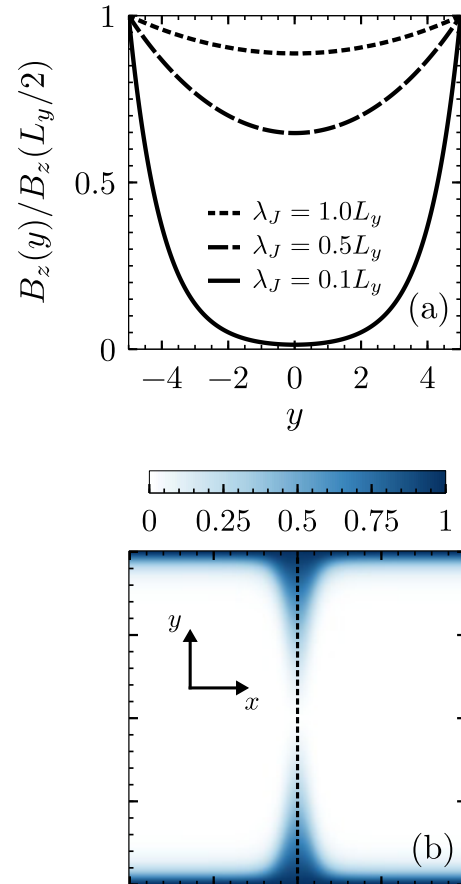 1
0.5
0
B_z(y)/B_z(L_y/2)
λ_J = 1.0L_y
λ_J = 0.5L_y
λ_J = 0.1L_y
(a)
−4 −2 0 2 4
y
0 0.25 0.5 0.75 1
y
x
(b)